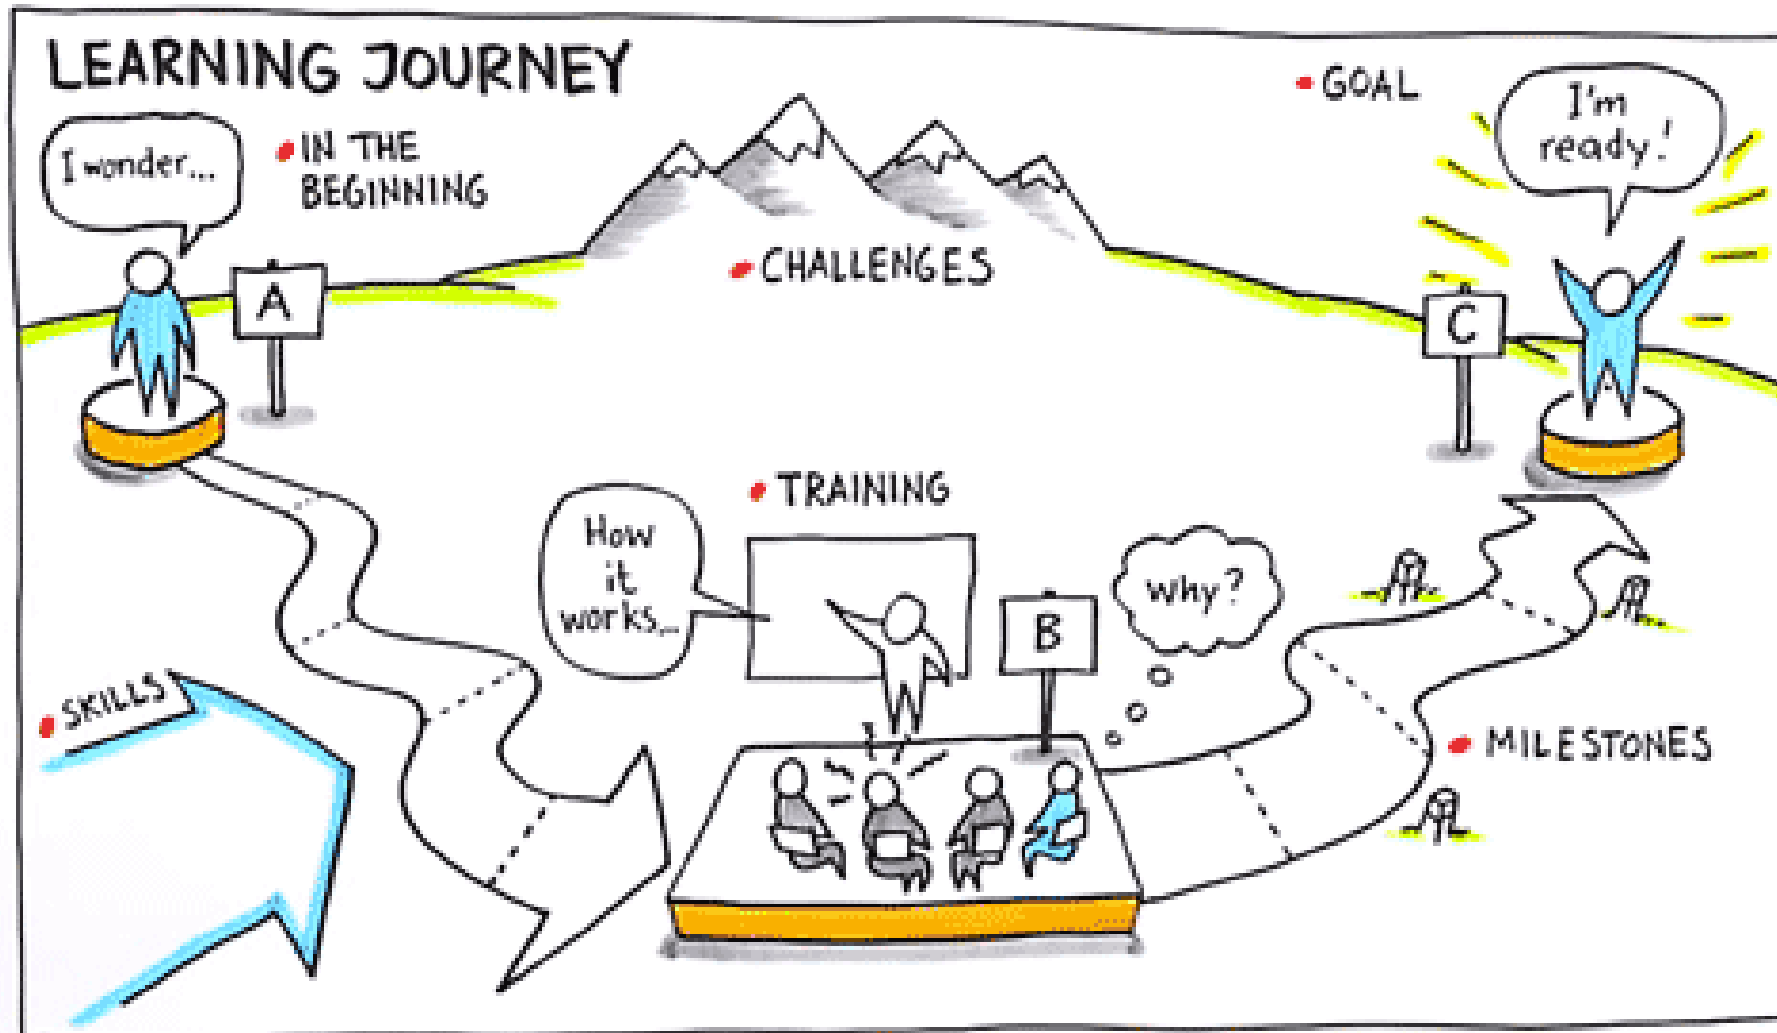 LEARNING JOURNEY
I wonder...
IN THE
BEGINNING
A
CHALLENGES
GOAL
I'm
ready!
C
TRAINING
How
it
works...
B
Why?
SKILLS
MILESTONES